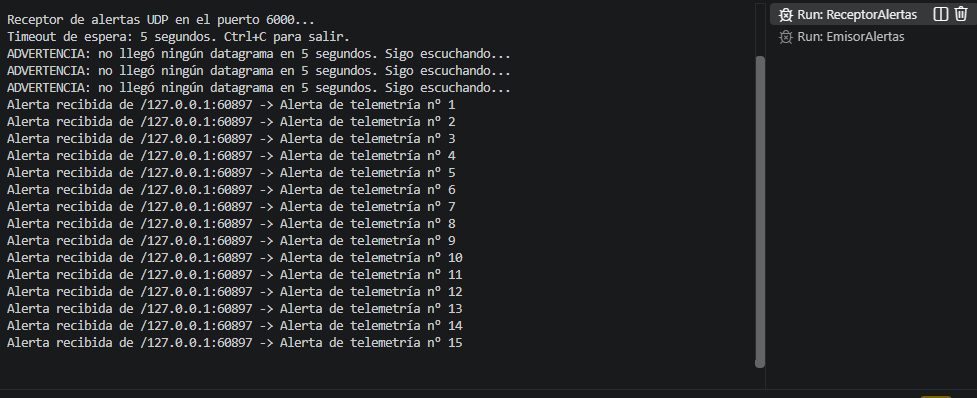 Receptor de alertas UDP en el puerto 6000...
Timeout de espera: 5 segundos. Ctrl+C para salir.
ADVERTENCIA: no llegó ningún datagrama en 5 segundos. Sigo escuchando...
ADVERTENCIA: no llegó ningún datagrama en 5 segundos. Sigo escuchando...
ADVERTENCIA: no llegó ningún datagrama en 5 segundos. Sigo escuchando...
Alerta recibida de /127.0.0.1:60897 -> Alerta de telemetría nº 1
Alerta recibida de /127.0.0.1:60897 -> Alerta de telemetría nº 2
Alerta recibida de /127.0.0.1:60897 -> Alerta de telemetría nº 3
Alerta recibida de /127.0.0.1:60897 -> Alerta de telemetría nº 4
Alerta recibida de /127.0.0.1:60897 -> Alerta de telemetría nº 5
Alerta recibida de /127.0.0.1:60897 -> Alerta de telemetría nº 6
Alerta recibida de /127.0.0.1:60897 -> Alerta de telemetría nº 7
Alerta recibida de /127.0.0.1:60897 -> Alerta de telemetría nº 8
Alerta recibida de /127.0.0.1:60897 -> Alerta de telemetría nº 9
Alerta recibida de /127.0.0.1:60897 -> Alerta de telemetría nº 10
Alerta recibida de /127.0.0.1:60897 -> Alerta de telemetría nº 11
Alerta recibida de /127.0.0.1:60897 -> Alerta de telemetría nº 12
Alerta recibida de /127.0.0.1:60897 -> Alerta de telemetría nº 13
Alerta recibida de /127.0.0.1:60897 -> Alerta de telemetría nº 14
Alerta recibida de /127.0.0.1:60897 -> Alerta de telemetría nº 15
Run: ReceptorAlertas
Run: EmisorAlertas